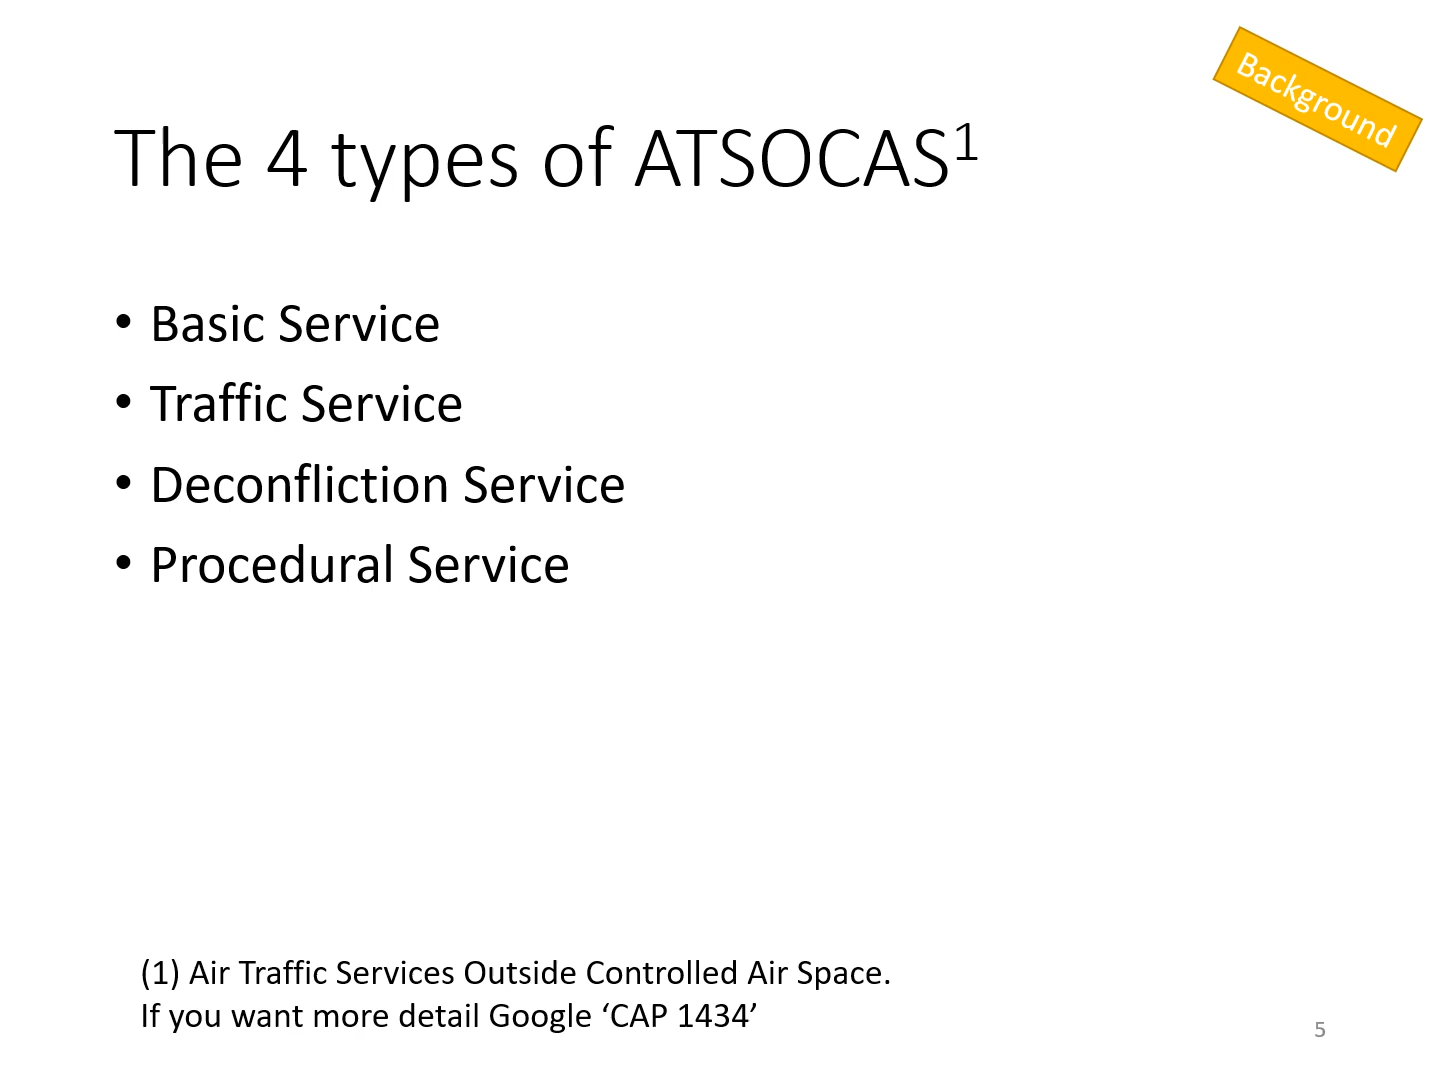 Background
The 4 types of ATSOCAS¹
• Basic Service
• Traffic Service
• Deconfliction Service
• Procedural Service
(1) Air Traffic Services Outside Controlled Air Space.
If you want more detail Google ‘CAP 1434’
5